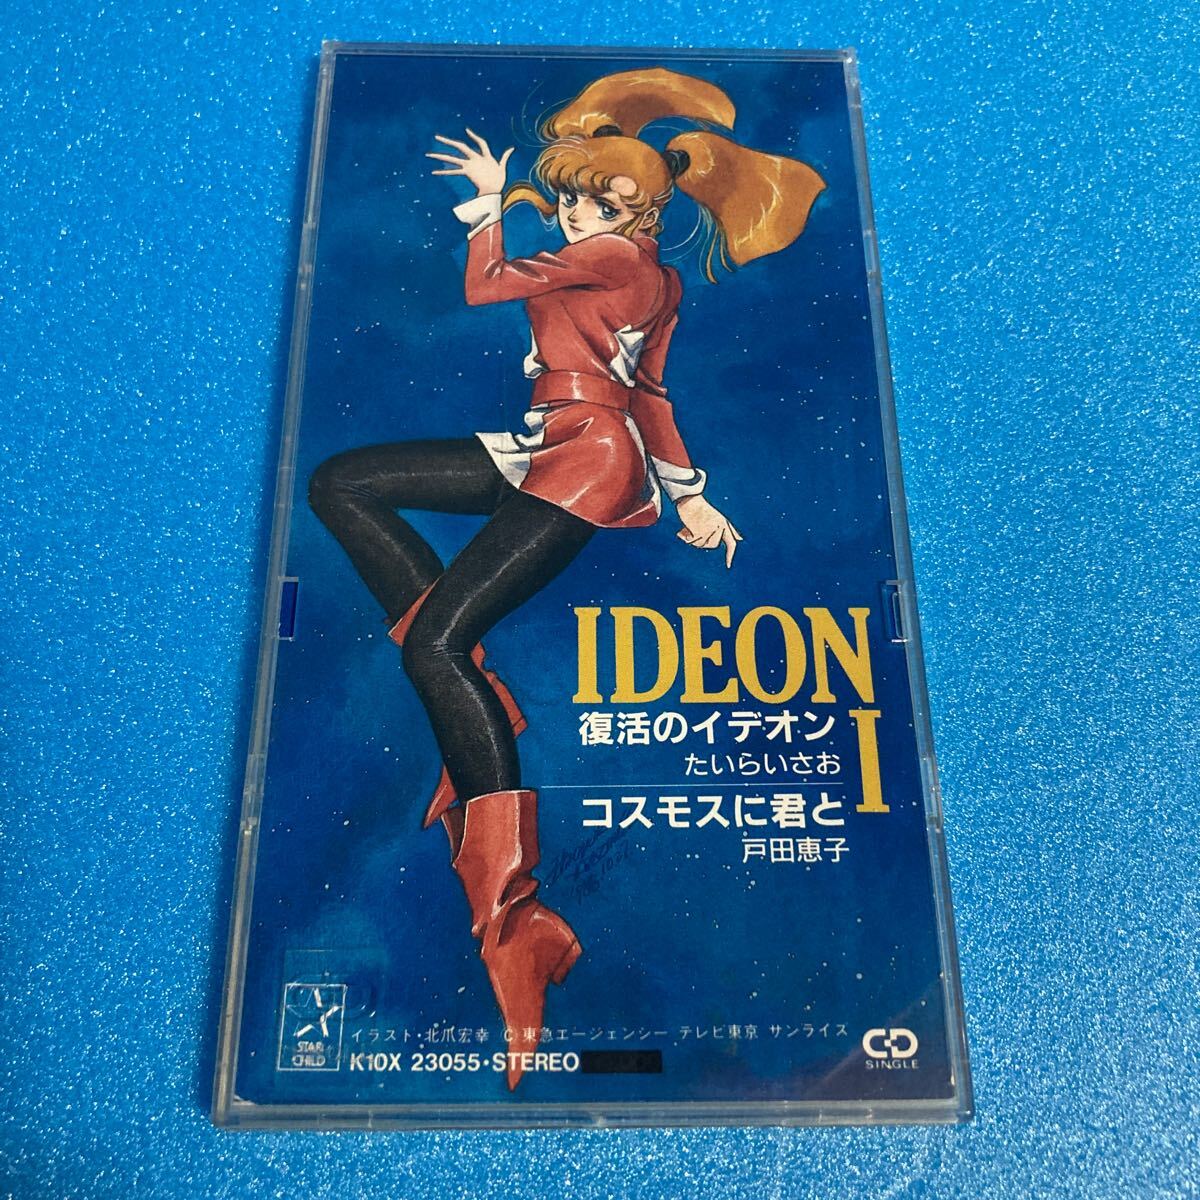 IDEON
I
復活のイデオン
たいらいさお
コスモスに君と
戸田恵子
イラスト・北爪宏幸 © 東急エージェンシー テレビ東京 サンライズ
STAR
CHILD
K10X 23055・STEREO
CD
SINGLE